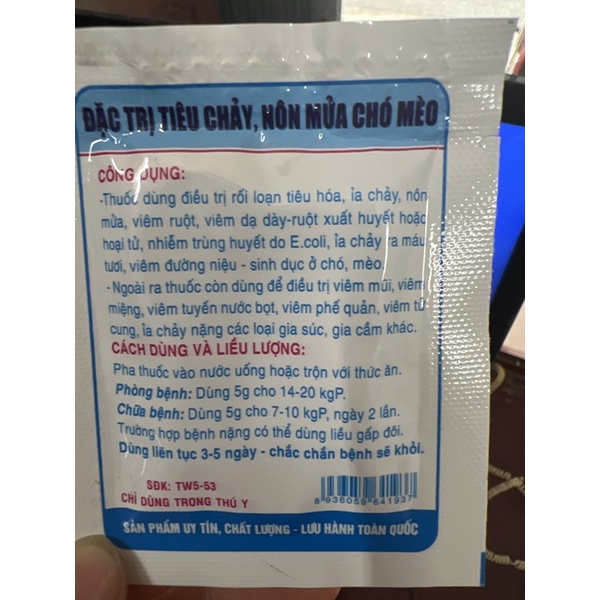 ĐẶC TRỊ TIÊU CHẢY, NÔN MỬA CHÓ MÈO
CÔNG DỤNG:
-Thuốc dùng điều trị rối loạn tiêu hóa, ỉa chảy, nôn
mửa, viêm ruột, viêm dạ dày-ruột xuất huyết hoặc
hoại tử, nhiễm trùng huyết do E.coli, ỉa chảy ra máu
tươi, viêm đường niệu - sinh dục ở chó, mèo.
-Ngoài ra thuốc còn dùng để điều trị viêm mũi, viêm
miệng, viêm tuyến nước bọt, viêm phế quản, viêm tử
cung, ỉa chảy nặng các loại gia súc, gia cầm khác.
CÁCH DÙNG VÀ LIỀU LƯỢNG:
Pha thuốc vào nước uống hoặc trộn với thức ăn.
Phòng bệnh: Dùng 5g cho 14-20 kgP.
Chữa bệnh: Dùng 5g cho 7-10 kgP, ngày 2 lần.
Trường hợp bệnh nặng có thể dùng liều gấp đôi.
Dùng liên tục 3-5 ngày - chắc chắn bệnh sẽ khỏi.
SĐK: TW5-53
CHỈ DÙNG TRONG THÚ Y
8 936059 641937
SẢN PHẨM UY TÍN, CHẤT LƯỢNG - LƯU HÀNH TOÀN QUỐC